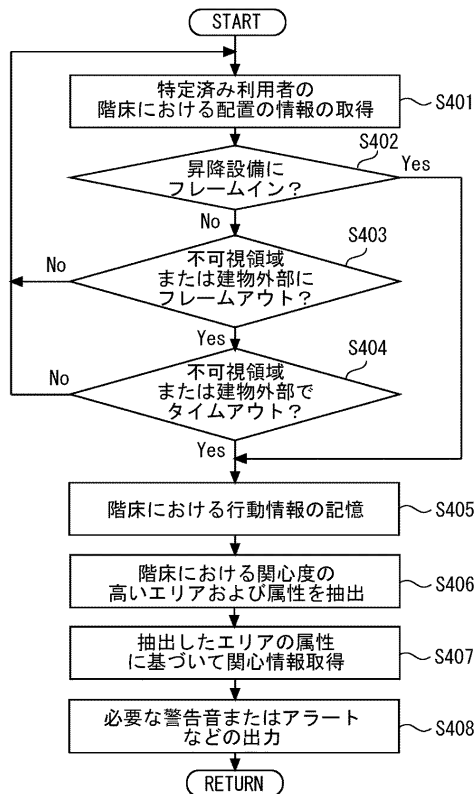 START
特定済み利用者の
階床における配置の情報の取得
S401
S402
昇降設備に
フレームイン？
Yes
No
S403
不可視領域
または建物外部に
フレームアウト？
No
Yes
S404
不可視領域
または建物外部で
タイムアウト？
No
Yes
階床における行動情報の記憶
S405
階床における関心度の
高いエリアおよび属性を抽出
S406
抽出したエリアの属性
に基づいて関心情報取得
S407
必要な警告音またはアラート
などの出力
S408
RETURN